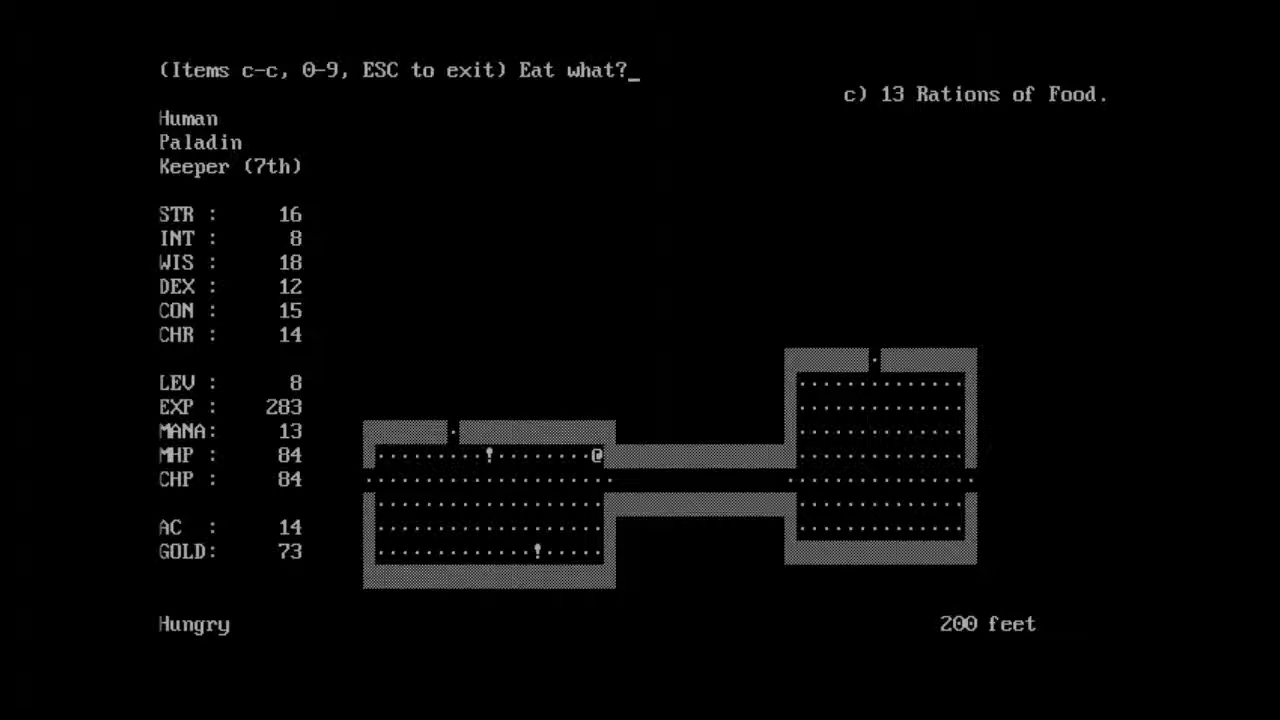 (Items c-c, 0-9, ESC to exit) Eat what?_
c) 13 Rations of Food.
Human
Paladin
Keeper (7th)
STR : 16
INT : 8
WIS : 18
DEX : 12
CON : 15
CHR : 14
LEV : 8
EXP : 283
MANA: 13
MHP : 84
CHP : 84
AC : 14
GOLD: 73
Hungry
200 feet